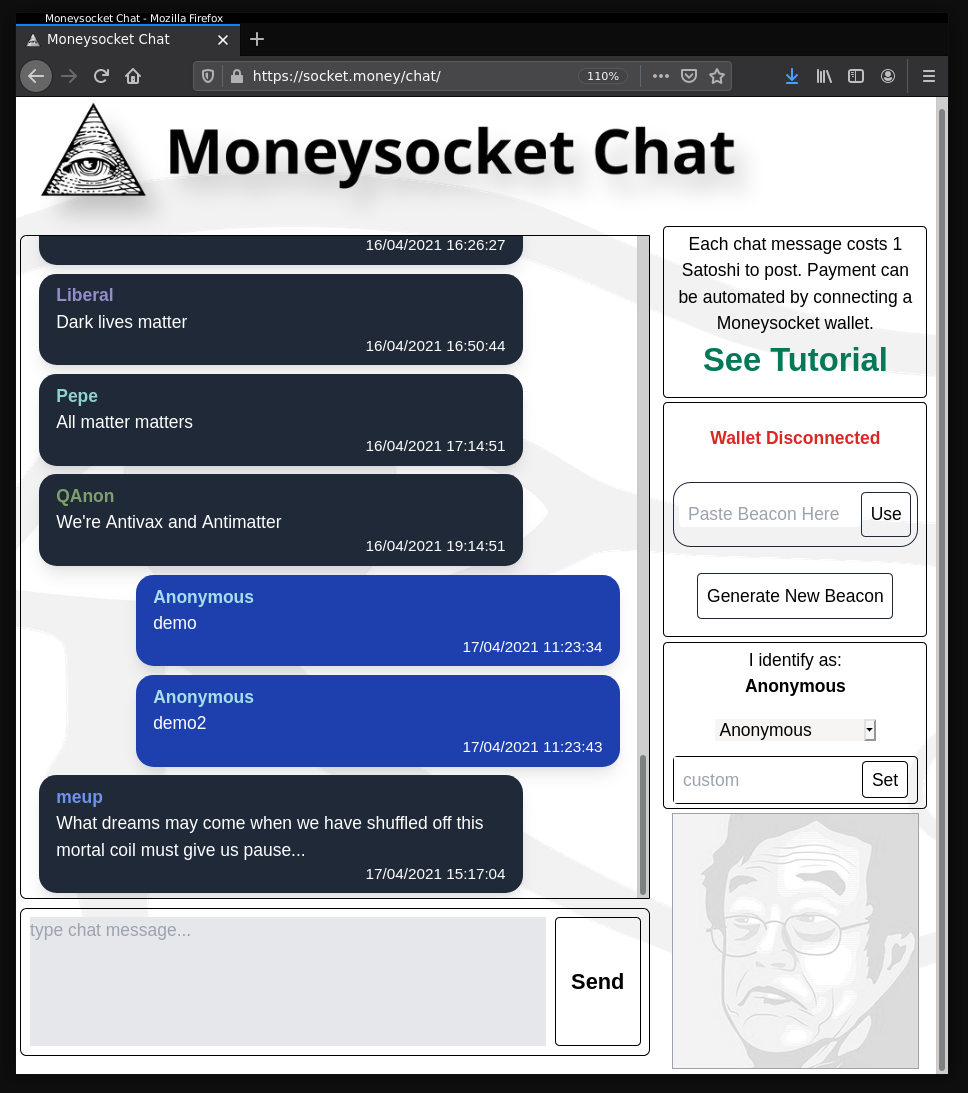 Moneysocket Chat - Mozilla Firefox
Moneysocket Chat
https://socket.money/chat/
110%
Moneysocket Chat
16/04/2021 16:26:27
Liberal
Dark lives matter
16/04/2021 16:50:44
Pepe
All matter matters
16/04/2021 17:14:51
QAnon
We're Antivax and Antimatter
16/04/2021 19:14:51
Anonymous
demo
17/04/2021 11:23:34
Anonymous
demo2
17/04/2021 11:23:43
meup
What dreams may come when we have shuffled off this
mortal coil must give us pause...
17/04/2021 15:17:04
type chat message...
Send
Each chat message costs 1
Satoshi to post. Payment can
be automated by connecting a
Moneysocket wallet.
See Tutorial
Wallet Disconnected
Paste Beacon Here
Use
Generate New Beacon
I identify as:
Anonymous
Anonymous
custom
Set